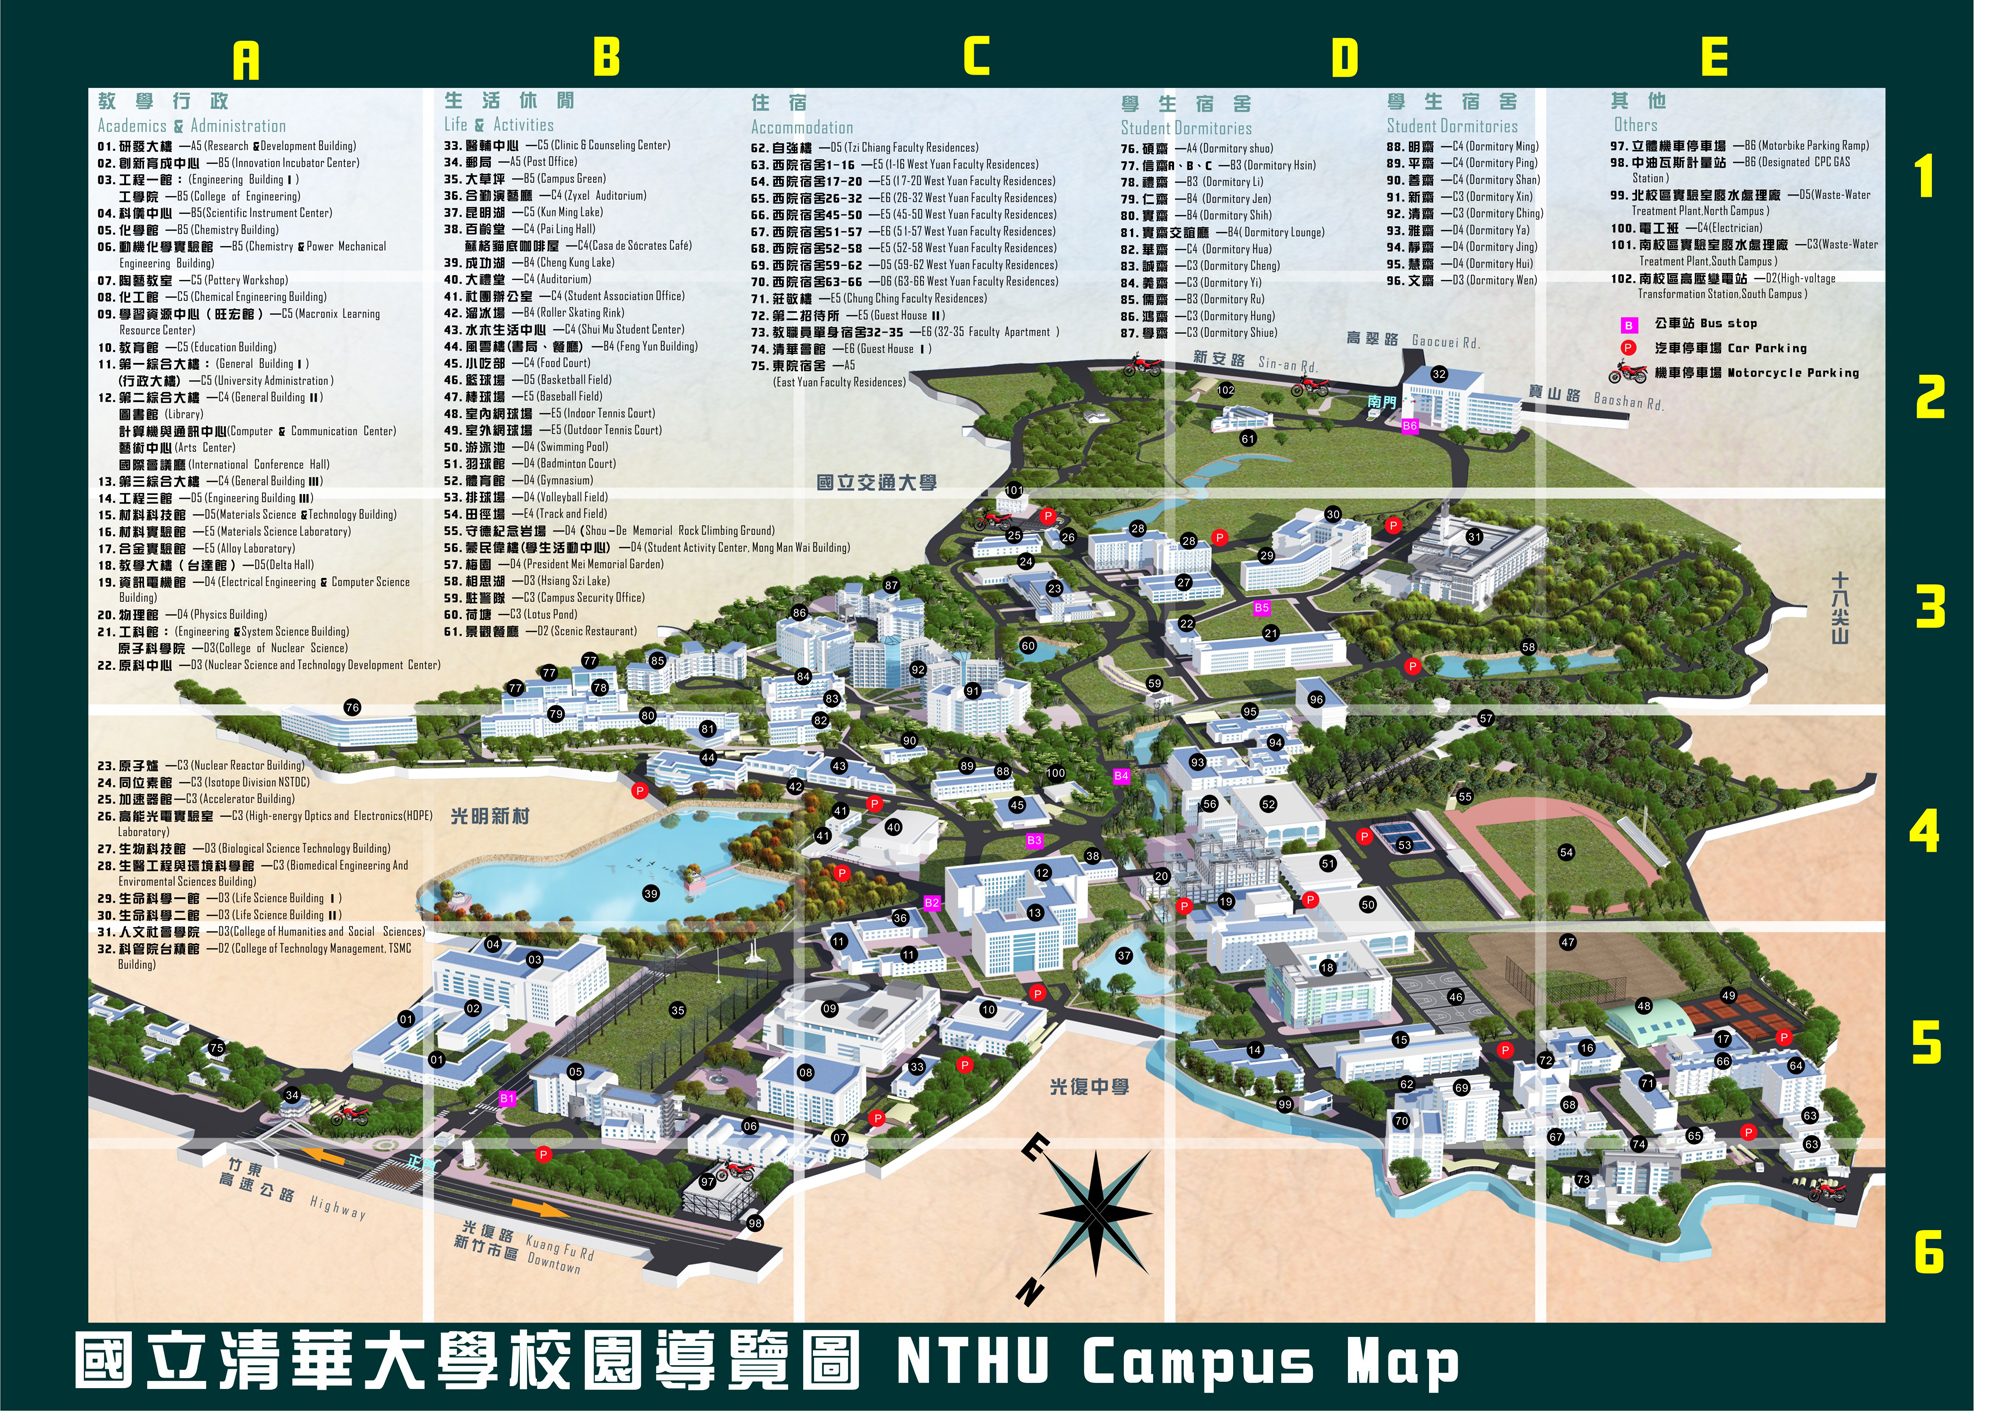 A
B
C
D
E
1
2
3
4
5
6
教學行政
Academics & Administration
01. 研發大樓 —A5 (Research & Development Building)
02. 創新育成中心 —B5 (Innovation Incubator Center)
03. 工程一館：(Engineering Building I)
工學院 —B5 (College of Engineering)
04. 科儀中心 —B5 (Scientific Instrument Center)
05. 化學館 —B5 (Chemistry Building)
06. 動機化學實驗館 —B5 (Chemistry & Power Mechanical
Engineering Building)
07. 陶藝教室 —C5 (Pottery Workshop)
08. 化工館 —C5 (Chemical Engineering Building)
09. 學習資源中心（旺宏館）—C5 (Macronix Learning
Resource Center)
10. 教育館 —C5 (Education Building)
11. 第一綜合大樓：(General Building I)
(行政大樓) —C5 (University Administration)
12. 第二綜合大樓 —C4 (General Building II)
圖書館 (Library)
計算機與通訊中心(Computer & Communication Center)
藝術中心 (Arts Center)
國際會議廳 (International Conference Hall)
13. 第三綜合大樓 —C4 (General Building III)
14. 工程三館 —D5 (Engineering Building III)
15. 材料科技館 —D5(Materials Science & Technology Building)
16. 材料實驗館 —E5 (Materials Science Laboratory)
17. 合金實驗館 —E5 (Alloy Laboratory)
18. 教學大樓（台達館）—D5(Delta Hall)
19. 資訊電機館 —D4 (Electrical Engineering & Computer Science
Building)
20. 物理館 —D4 (Physics Building)
21. 工科館：(Engineering & System Science Building)
原子科學院 —D3(College of Nuclear Science)
22. 原科中心 —D3 (Nuclear Science and Technology Development Center)
23. 原子爐 —C3 (Nuclear Reactor Building)
24. 同位素館 —C3 (Isotope Division NSTDC)
25. 加速器館—C3 (Accelerator Building)
26. 高能光電實驗室 —C3 (High-energy Optics and Electronics(HOPE)
Laboratory)
27. 生物科技館 —D3 (Biological Science Technology Building)
28. 生醫工程與環境科學館 —C3 (Biomedical Engineering And
Enviromental Sciences Building)
29. 生命科學一館 —D3 (Life Science Building I)
30. 生命科學二館 —D3 (Life Science Building II)
31. 人文社會學院 —D3(College of Humanities and Social Sciences)
32. 科管院台積館 —D2 (College of Technology Management, TSMC
Building)
生活休閒
Life & Activities
33. 醫輔中心 —C5 (Clinic & Counseling Center)
34. 郵局 —A5 (Post Office)
35. 大草坪 —B5 (Campus Green)
36. 合勤演藝廳 —C4 (Zyxel Auditorium)
37. 昆明湖 —C5 (Kun Ming Lake)
38. 百齡堂 —C4 (Pai Ling Hall)
蘇格貓底咖啡屋 —C4(Casa de Sócrates Café)
39. 成功湖 —B4 (Cheng Kung Lake)
40. 大禮堂 —C4 (Auditorium)
41. 社團辦公室 —C4 (Student Association Office)
42. 溜冰場 —B4 (Roller Skating Rink)
43. 水木生活中心 —C4 (Shui Mu Student Center)
44. 風雲樓（書局、餐廳）—B4 (Feng Yun Building)
45. 小吃部 —C4 (Food Court)
46. 籃球場 —D5 (Basketball Field)
47. 棒球場 —E5 (Baseball Field)
48. 室內網球場 —E5 (Indoor Tennis Court)
49. 室外網球場 —E5 (Outdoor Tennis Court)
50. 游泳池 —D4 (Swimming Pool)
51. 羽球館 —D4 (Badminton Court)
52. 體育館 —D4 (Gymnasium)
53. 排球場 —D4 (Volleyball Field)
54. 田徑場 —E4 (Track and Field)
55. 守德紀念岩場 —D4 (Shou-De Memorial Rock Climbing Ground)
56. 蒙民偉樓(學生活動中心) —D4 (Student Activity Center, Mong Man Wai Building)
57. 梅園 —D4 (President Mei Memorial Garden)
58. 相思湖 —D3 (Hsiang Szi Lake)
59. 駐警隊 —C3 (Campus Security Office)
60. 荷塘 —C3 (Lotus Pond)
61. 景觀餐廳 —D2 (Scenic Restaurant)
住宿
Accommodation
62. 自強樓 —D5 (Tzi Chiang Faculty Residences)
63. 西院宿舍1-16 —E5 (1-16 West Yuan Faculty Residences)
64. 西院宿舍17-20 —E5 (17-20 West Yuan Faculty Residences)
65. 西院宿舍26-32 —E6 (26-32 West Yuan Faculty Residences)
66. 西院宿舍45-50 —E5 (45-50 West Yuan Faculty Residences)
67. 西院宿舍51-57 —E6 (51-57 West Yuan Faculty Residences)
68. 西院宿舍52-58 —E5 (52-58 West Yuan Faculty Residences)
69. 西院宿舍59-62 —D5 (59-62 West Yuan Faculty Residences)
70. 西院宿舍63-66 —D6 (63-66 West Yuan Faculty Residences)
71. 莊敬樓 —E5 (Chung Ching Faculty Residences)
72. 第二招待所 —E5 (Guest House II)
73. 教職員單身宿舍32-35 —E6 (32-35 Faculty Apartment)
74. 清華會館 —E6 (Guest House I)
75. 東院宿舍 —A5
(East Yuan Faculty Residences)
學生宿舍
Student Dormitories
76. 碩齋 —A4 (Dormitory shuo)
77. 信齋A、B、C —B3 (Dormitory Hsin)
78. 禮齋 —B3 (Dormitory Li)
79. 仁齋 —B4 (Dormitory Jen)
80. 實齋 —B4 (Dormitory Shih)
81. 實齋交誼廳 —B4( Dormitory Lounge)
82. 華齋 —C4 (Dormitory Hua)
83. 誠齋 —C3 (Dormitory Cheng)
84. 義齋 —C3 (Dormitory Yi)
85. 儒齋 —B3 (Dormitory Ru)
86. 鴻齋 —C3 (Dormitory Hung)
87. 學齋 —C3 (Dormitory Shiue)
學生宿舍
Student Dormitories
88. 明齋 —C4 (Dormitory Ming)
89. 平齋 —C4 (Dormitory Ping)
90. 善齋 —C4 (Dormitory Shan)
91. 新齋 —C3 (Dormitory Xin)
92. 清齋 —C3 (Dormitory Ching)
93. 雅齋 —D4 (Dormitory Ya)
94. 靜齋 —D4 (Dormitory Jing)
95. 慧齋 —D4 (Dormitory Hui)
96. 文齋 —D3 (Dormitory Wen)
其他
Others
97. 立體機車停車場 —B6 (Motorbike Parking Ramp)
98. 中油瓦斯計量站 —B6 (Designated CPC GAS
Station)
99. 北校區實驗室廢水處理廠 —D5(Waste-Water
Treatment Plant,North Campus)
100. 電工班 —C4(Electrician)
101. 南校區實驗室廢水處理廠 —C3(Waste-Water
Treatment Plant,South Campus)
102. 南校區高壓變電站 —D2(High-voltage
Transformation Station,South Campus)
B 公車站 Bus stop
P 汽車停車場 Car Parking
機車停車場 Motorcycle Parking
高翠路 Gaocuei Rd.
新安路 Sin-an Rd.
寶山路 Baoshan Rd.
南門
國立交通大學
十八尖山
光明新村
光復中學
正門
竹東
高速公路 Highway
光復路 Kuang Fu Rd
新竹市區 Downtown
B1
B2
B3
B4
B5
B6
E
N
國立清華大學校園導覽圖 NTHU Campus Map